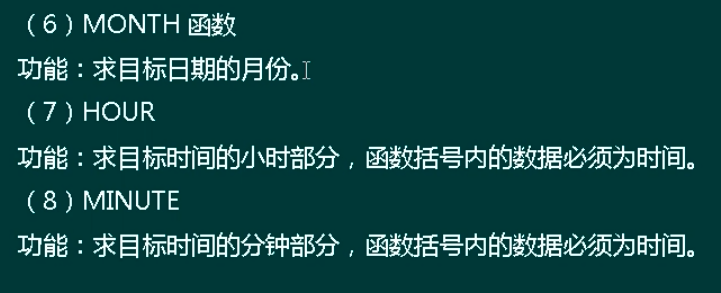 （6）MONTH 函数
功能：求目标日期的月份。
（7）HOUR
功能：求目标时间的小时部分，函数括号内的数据必须为时间。
（8）MINUTE
功能：求目标时间的分钟部分，函数括号内的数据必须为时间。